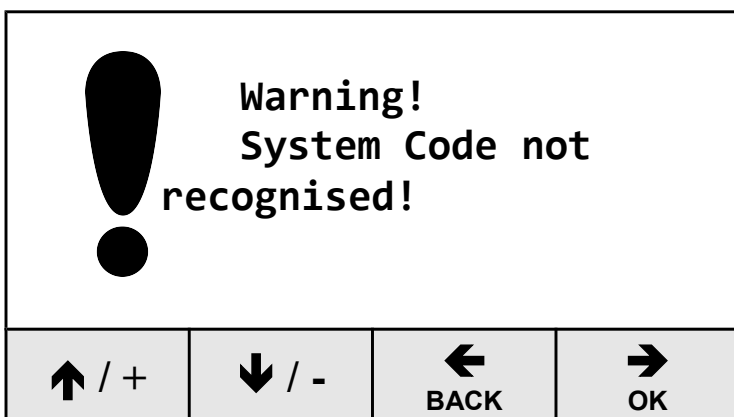 Warning!
System Code not
recognised!
↑ / + ↓ / - ← →
BACK OK